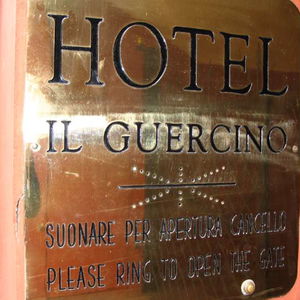 HOTEL
IL GUERCINO
SUONARE PER APERTURA CANCELLO
PLEASE RING TO OPEN THE GATE